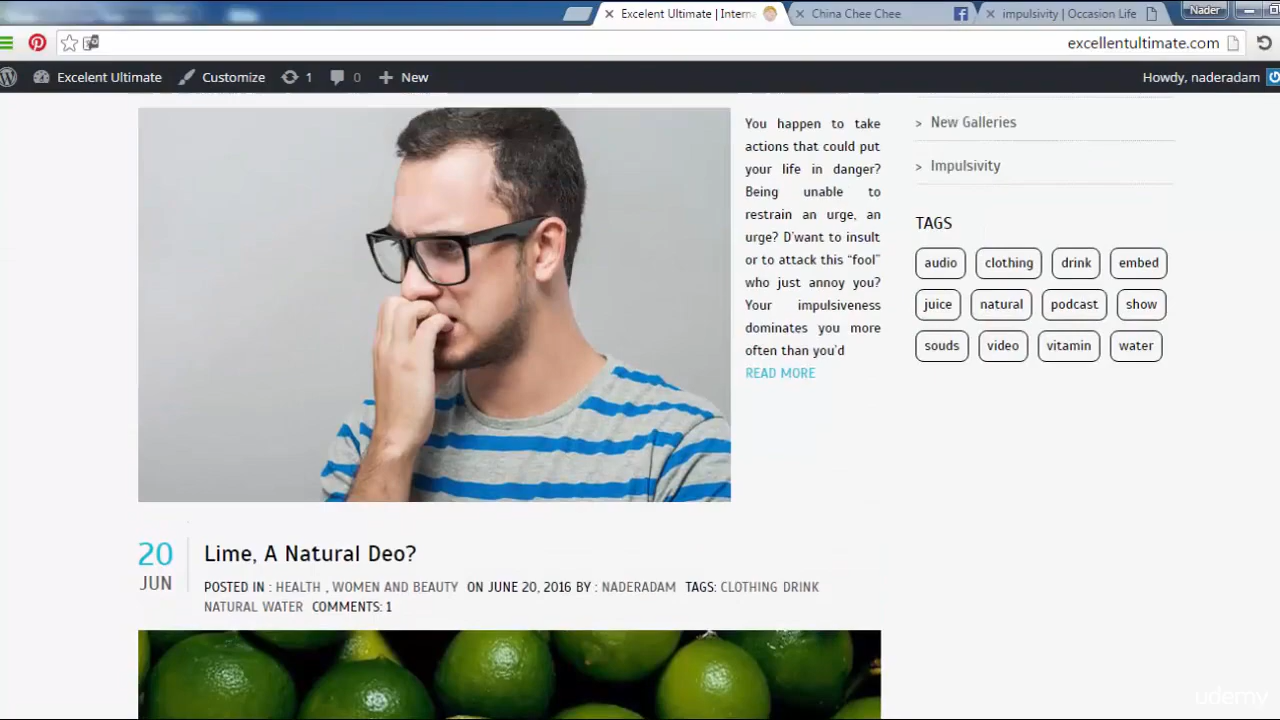 Excelent Ultimate | Interna
China Chee Chee
impulsivity | Occasion Life
Nader
excellentultimate.com
Excelent Ultimate
Customize
1
0
New
Howdy, naderadam
You happen to take
actions that could put
your life in danger?
Being unable to
restrain an urge, an
urge? D'want to insult
or to attack this “fool”
who just annoy you?
Your impulsiveness
dominates you more
often than you'd
READ MORE
> New Galleries
> Impulsivity
TAGS
audio clothing drink embed
juice natural podcast show
souds video vitamin water
20
JUN
Lime, A Natural Deo?
POSTED IN : HEALTH , WOMEN AND BEAUTY ON JUNE 20, 2016 BY : NADERADAM TAGS: CLOTHING DRINK
NATURAL WATER COMMENTS: 1
udemy